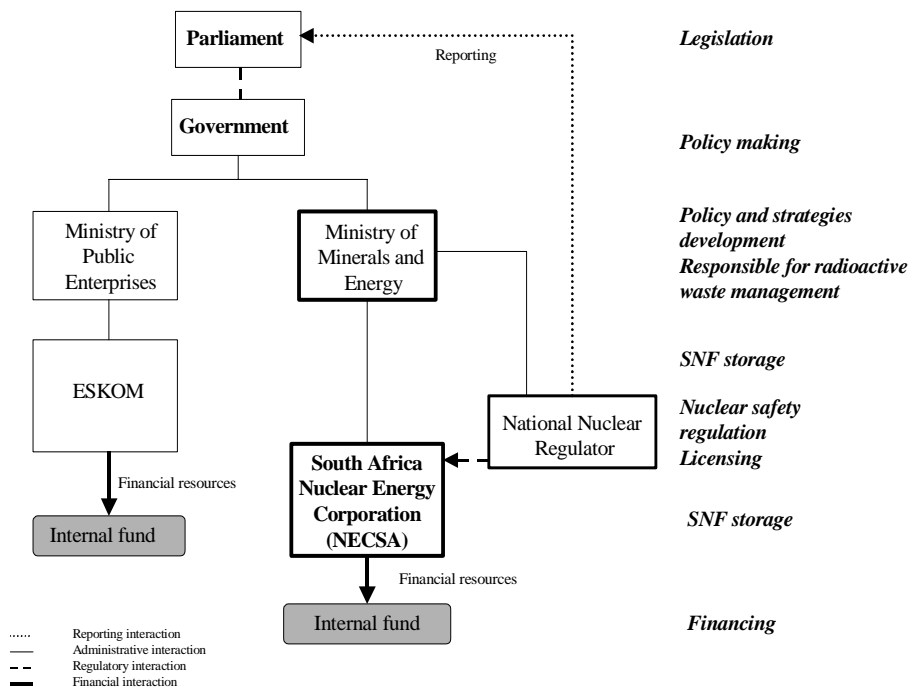 Parliament
Reporting
Legislation
Government
Policy making
Ministry of
Public
Enterprises
Ministry of
Minerals and
Energy
Policy and strategies
development
Responsible for radioactive
waste management
ESKOM
SNF storage
National Nuclear
Regulator
Nuclear safety
regulation
Licensing
South Africa
Nuclear Energy
Corporation
(NECSA)
Financial resources
SNF storage
Internal fund
Financial resources
Internal fund
Financing
Reporting interaction
Administrative interaction
Regulatory interaction
Financial interaction